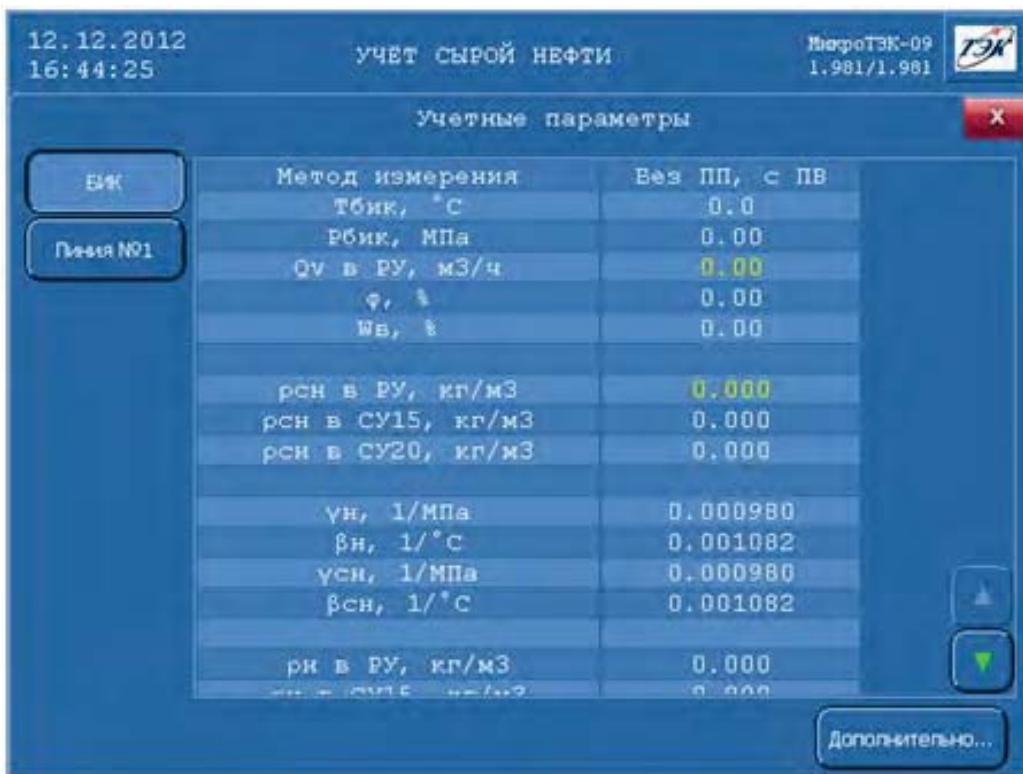 12.12.2012
16:44:25
УЧЁТ СЫРОЙ НЕФТИ
МикроТЭК-09
1.981/1.981
ТЭК
Учетные параметры
x
БИК
Линия №1
Метод измерения Без ПП, с ПВ
Tбик, °C 0.0
Pбик, МПа 0.00
Qv в РУ, м3/ч 0.00
φ, % 0.00
Wв, % 0.00
ρсн в РУ, кг/м3 0.000
ρсн в СУ15, кг/м3 0.000
ρсн в СУ20, кг/м3 0.000
γн, 1/МПа 0.000980
βн, 1/°C 0.001082
γсн, 1/МПа 0.000980
βсн, 1/°C 0.001082
ρн в РУ, кг/м3 0.000
Дополнительно...